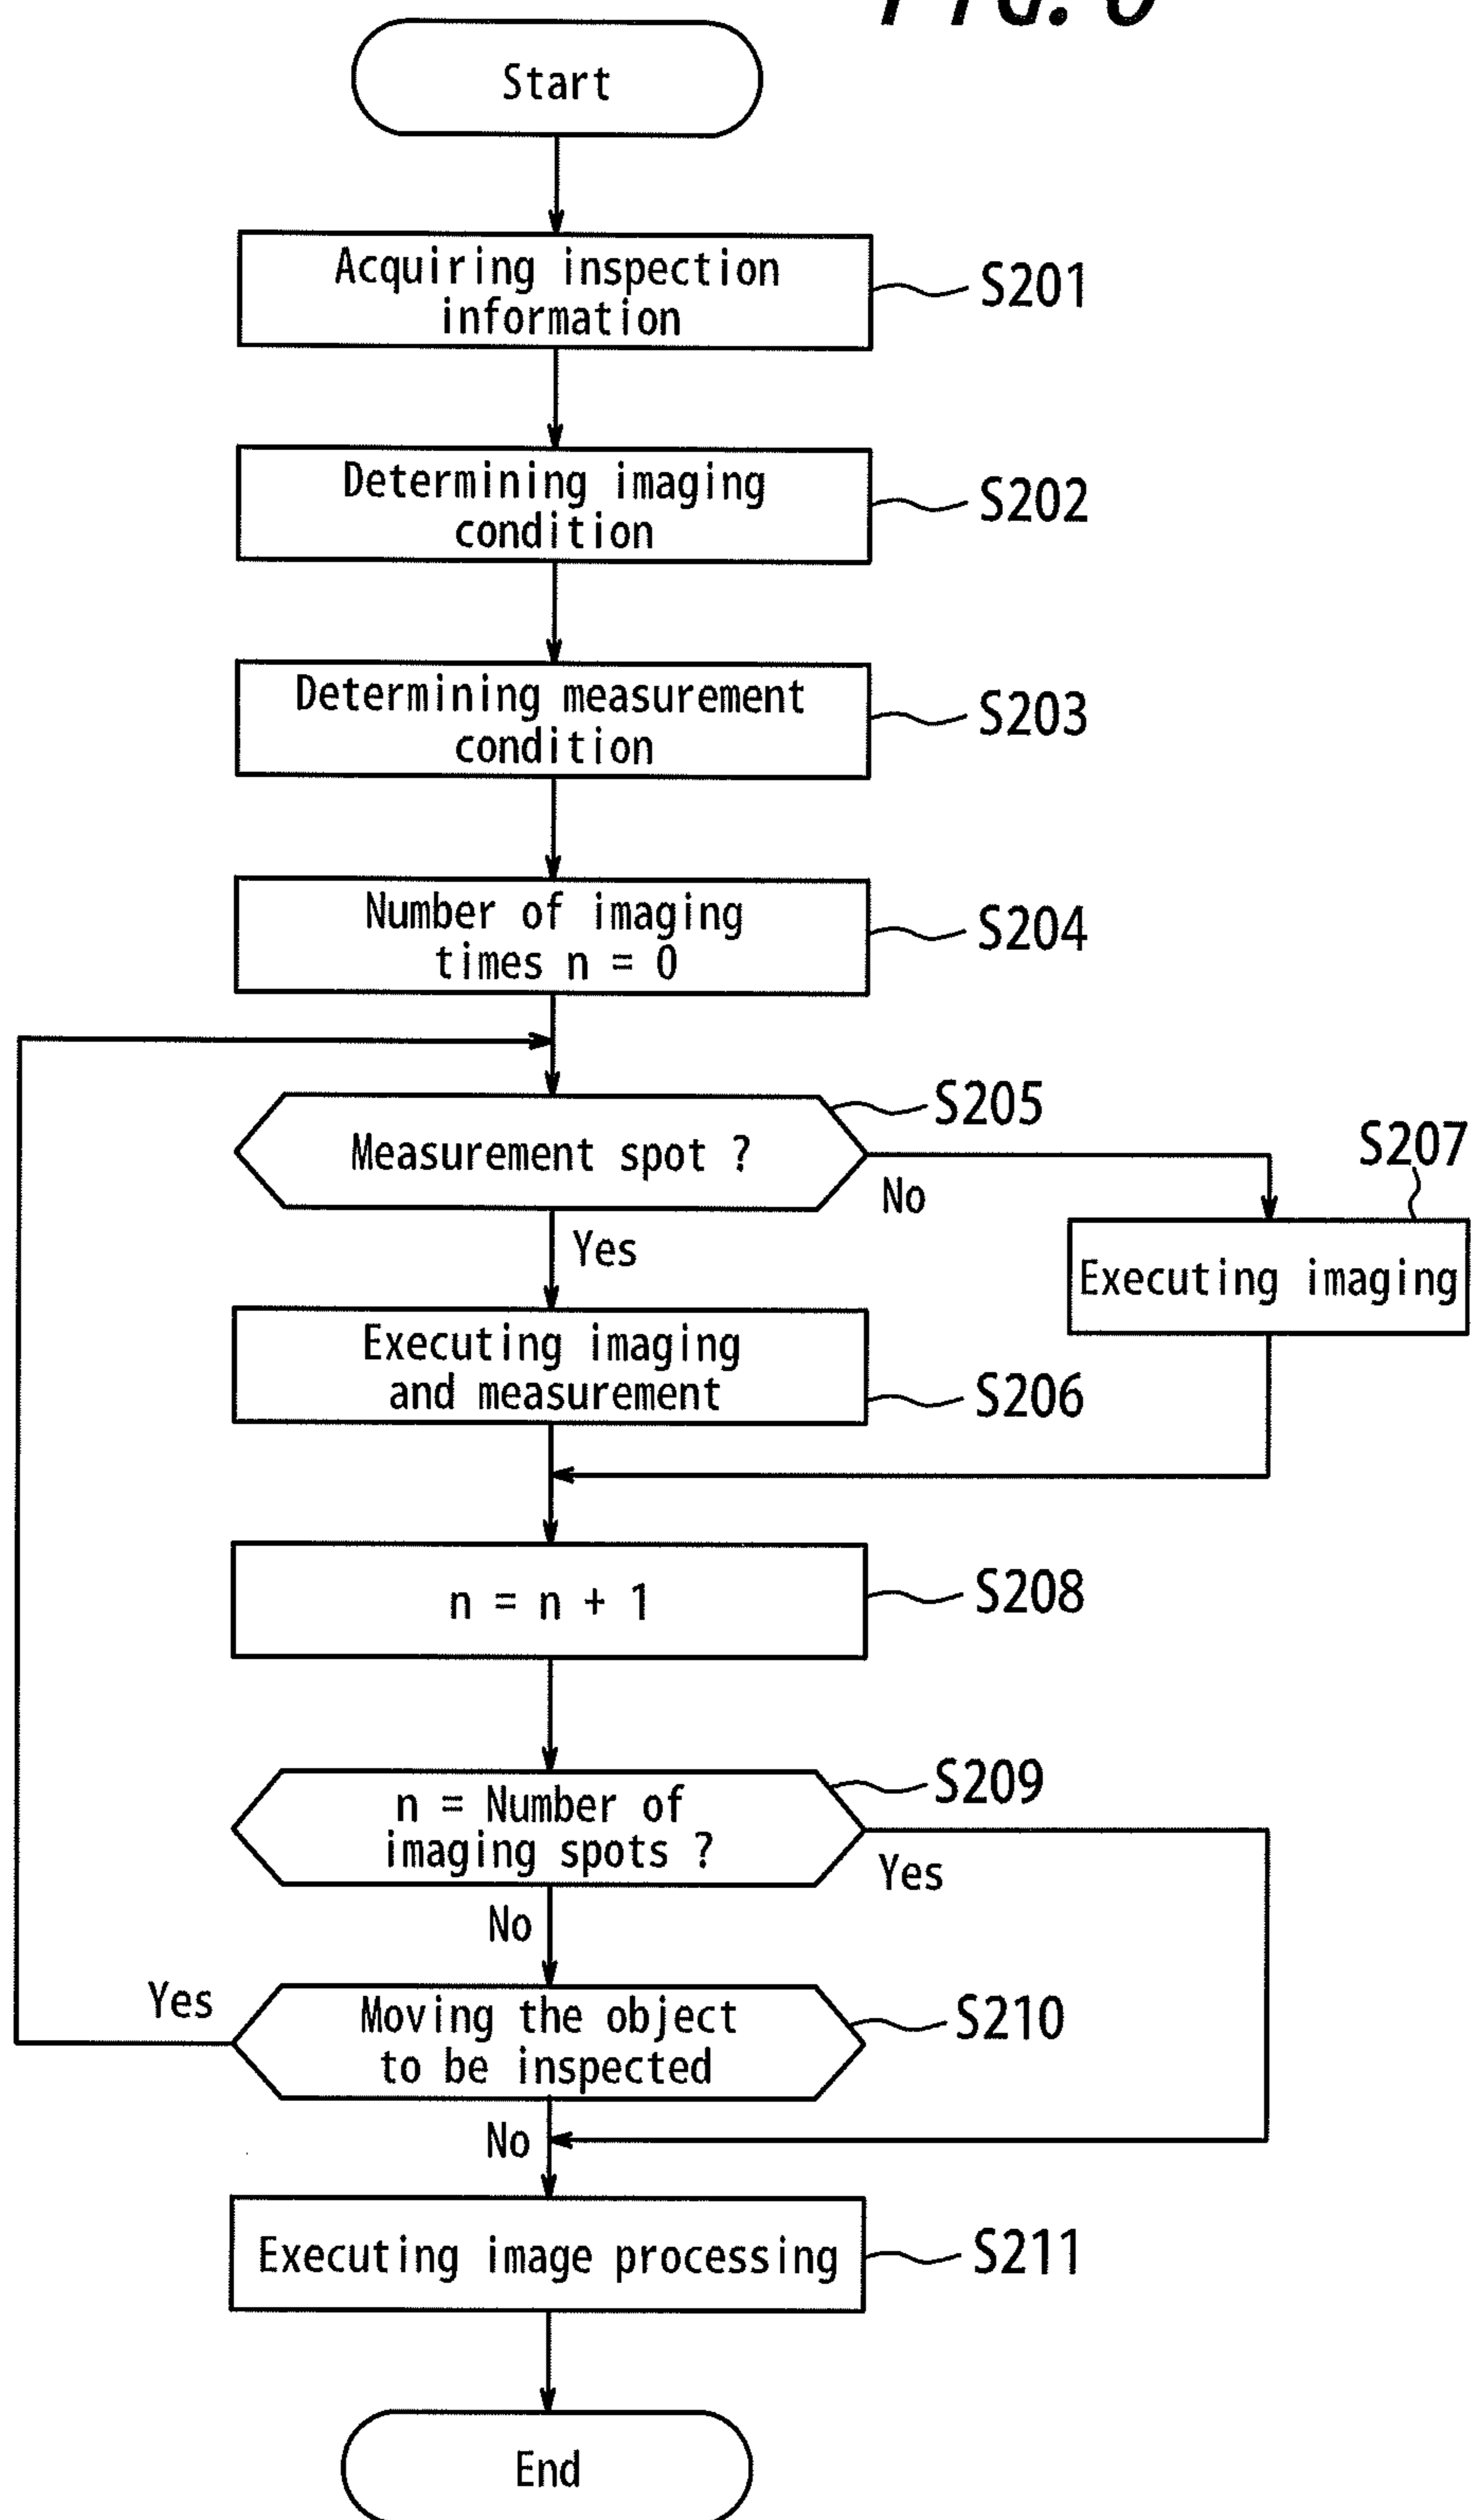 Start
Acquiring inspection
information
S201
Determining imaging
condition
S202
Determining measurement
condition
S203
Number of imaging
times n = 0
S204
S205
Measurement spot ?
No
S207
Yes
Executing imaging
Executing imaging
and measurement
S206
n = n + 1
S208
S209
n = Number of
imaging spots ?
Yes
No
Yes
Moving the object
to be inspected
S210
No
Executing image processing
S211
End